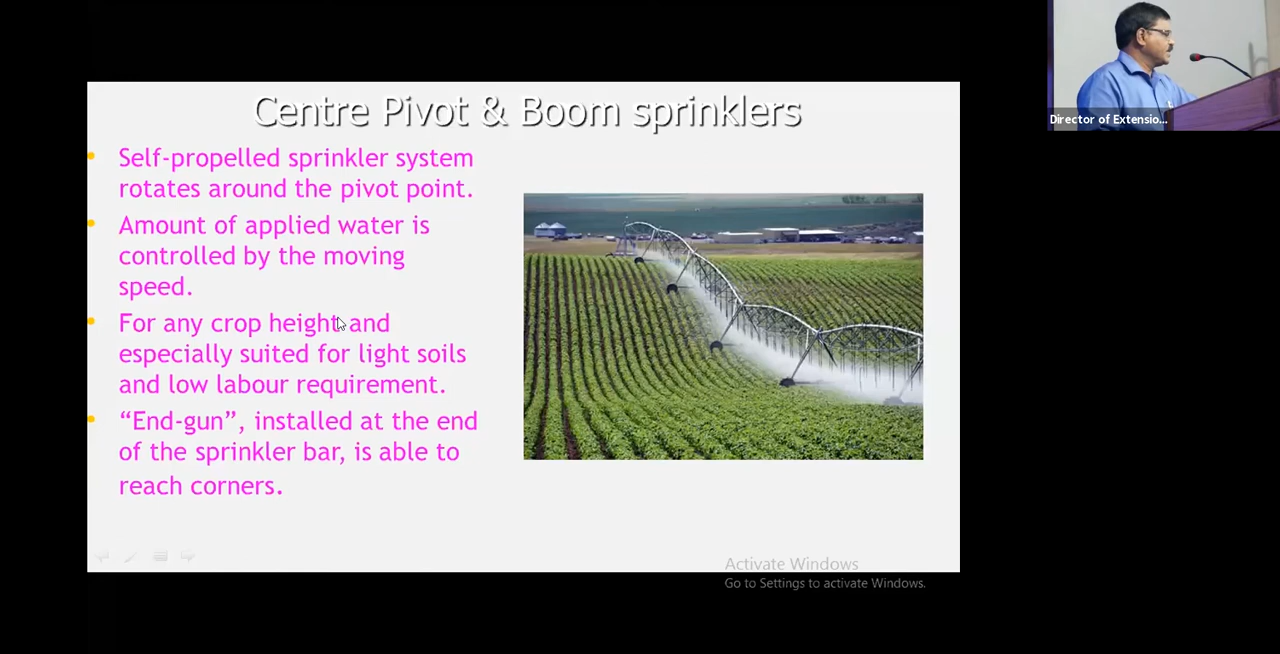 Centre Pivot & Boom sprinklers
Self-propelled sprinkler system
rotates around the pivot point.
Amount of applied water is
controlled by the moving
speed.
For any crop height and
especially suited for light soils
and low labour requirement.
“End-gun”, installed at the end
of the sprinkler bar, is able to
reach corners.
Director of Extensio...
Activate Windows
Go to Settings to activate Windows.